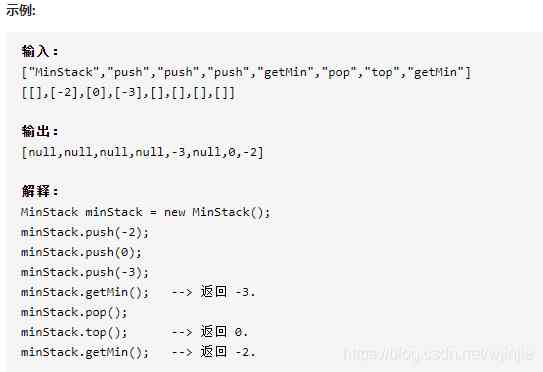 示例:
输入：
["MinStack","push","push","push","getMin","pop","top","getMin"]
[[],[-2],[0],[-3],[],[],[],[]]
输出：
[null,null,null,null,-3,null,0,-2]
解释：
MinStack minStack = new MinStack();
minStack.push(-2);
minStack.push(0);
minStack.push(-3);
minStack.getMin();   --> 返回 -3.
minStack.pop();
minStack.top();      --> 返回 0.
minStack.getMin();   --> 返回 -2.
https://blog.csdn.net/wjinjie